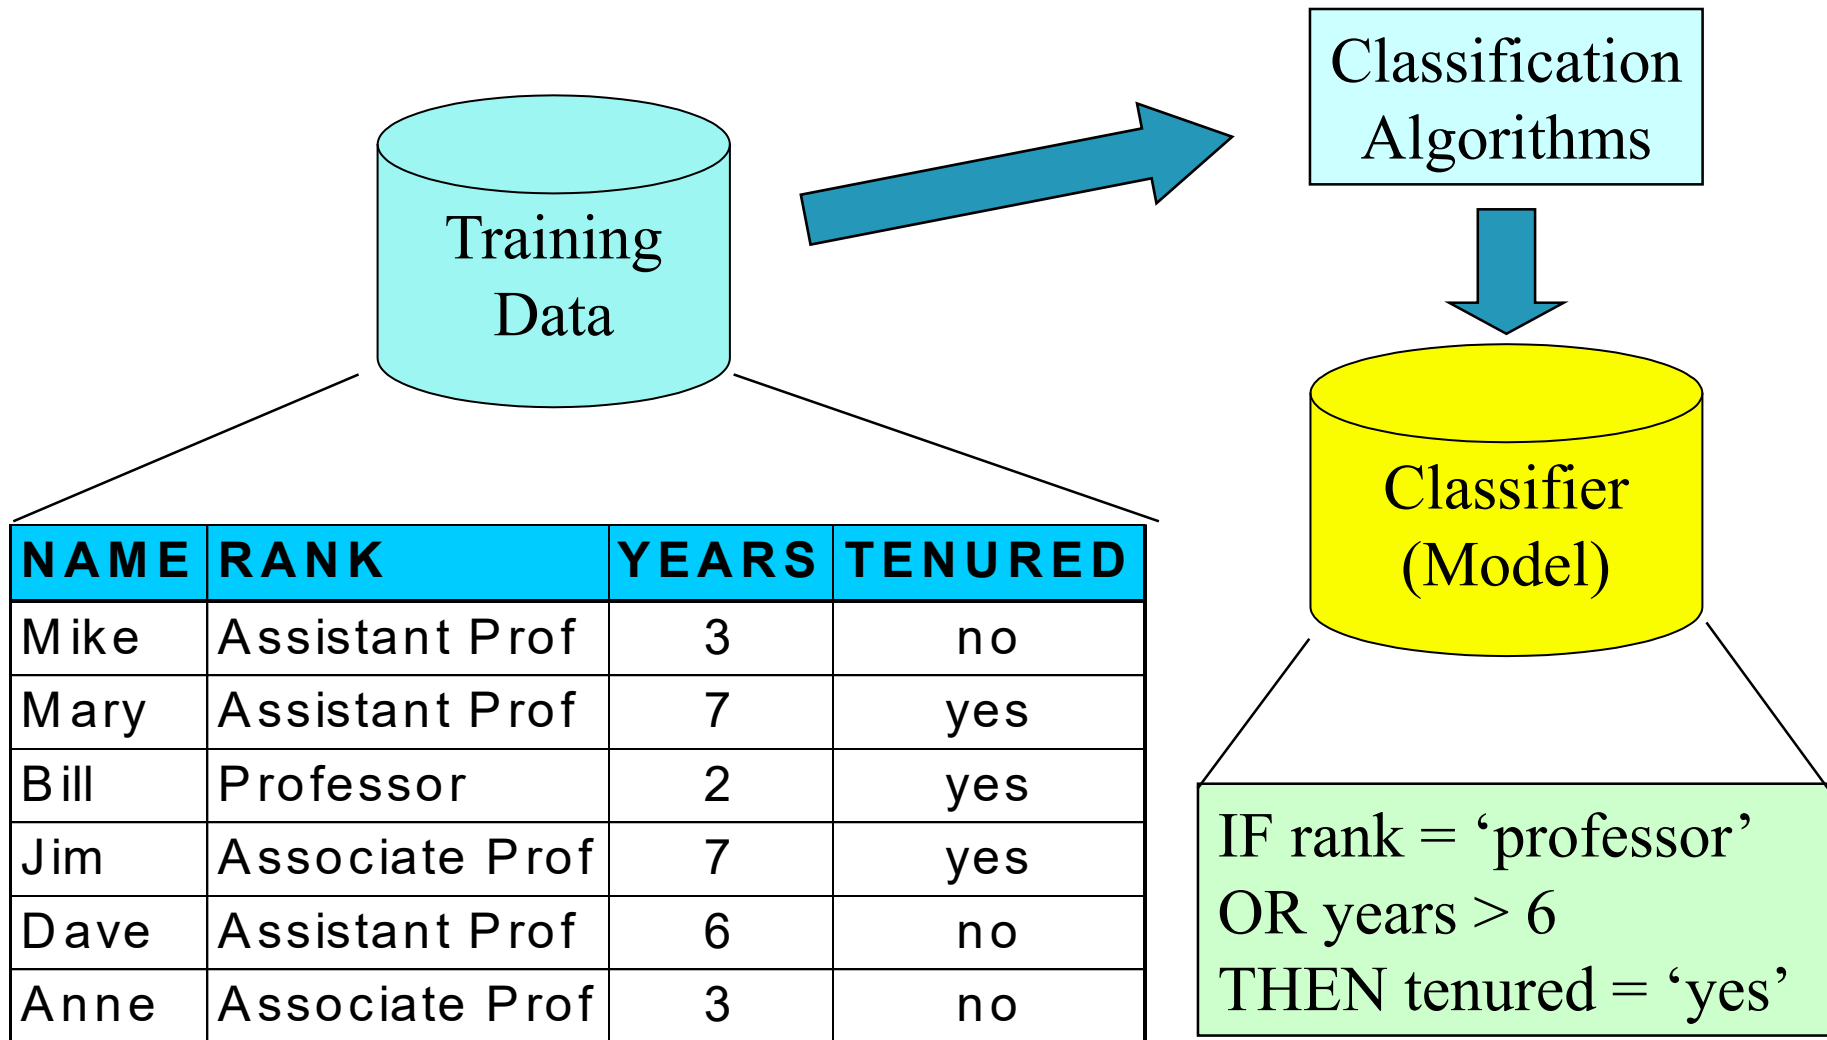 Classification
Algorithms
Training
Data
Classifier
(Model)
NAME RANK YEARS TENURED
Mike Assistant Prof 3 no
Mary Assistant Prof 7 yes
Bill Professor 2 yes
Jim Associate Prof 7 yes
Dave Assistant Prof 6 no
Anne Associate Prof 3 no
IF rank = ‘professor’
OR years > 6
THEN tenured = ‘yes’